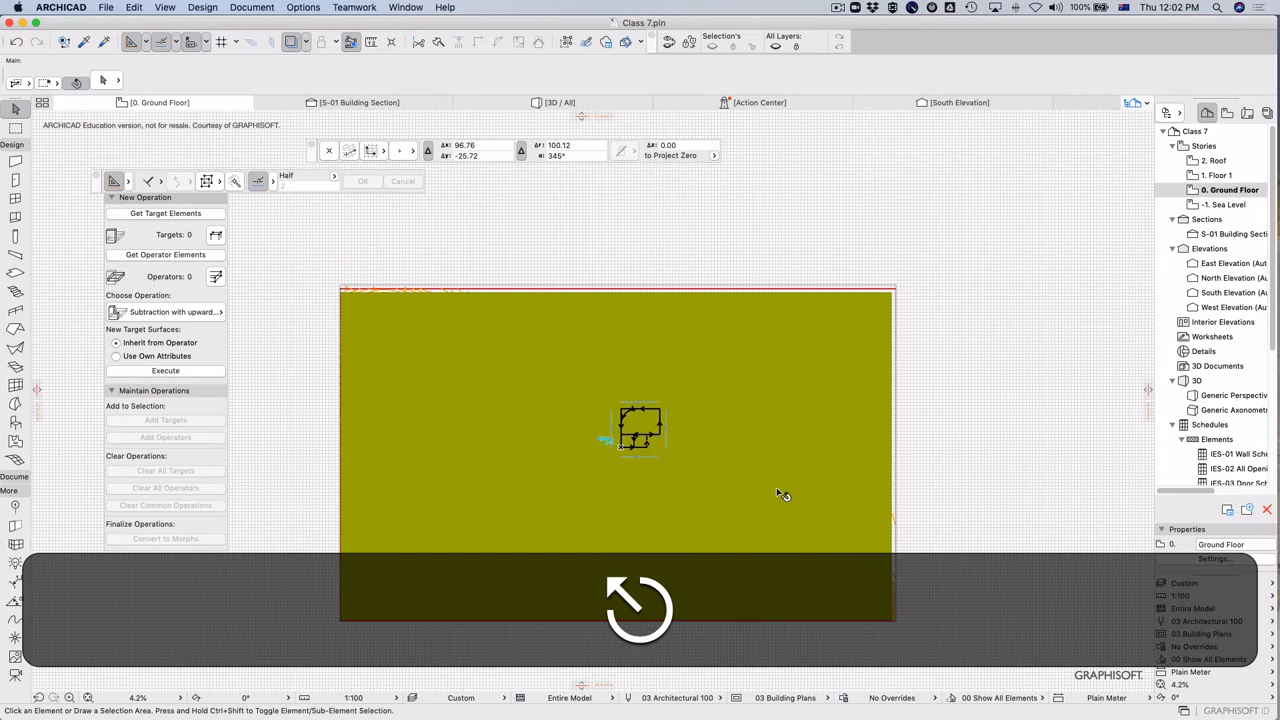 ARCHICAD File Edit View Design Document Options Teamwork Window Help 100% Thu 12:02 PM
Class 7.pln
Selection's All Layers:
Main:
[0. Ground Floor] [S-01 Building Section] [3D / All] [Action Center] [South Elevation]
ARCHICAD Education version, not for resale. Courtesy of GRAPHISOFT.
Design
Δx: 96.76 Δr: 100.12 Δz: 0.00
Δy: -25.72 a: 345° to Project Zero
Half
2
OK Cancel
New Operation
Get Target Elements
Targets: 0
Get Operator Elements
Operators: 0
Choose Operation:
Subtraction with upward...
New Target Surfaces:
Inherit from Operator
Use Own Attributes
Execute
Maintain Operations
Add to Selection:
Add Targets
Add Operators
Clear Operations:
Clear All Targets
Clear All Operators
Clear Common Operations
Finalize Operations:
Convert to Morphs
Docume
More
Class 7
Stories
2. Roof
1. Floor 1
0. Ground Floor
-1. Sea Level
Sections
S-01 Building Secti
Elevations
East Elevation (Aut
North Elevation (Au
South Elevation (Au
West Elevation (Au
Interior Elevations
Worksheets
Details
3D Documents
3D
Generic Perspectiv
Generic Axonometr
Schedules
Elements
IES-01 Wall Sche
IES-02 All Openi
IES-03 Door Sch
Properties
0. Ground Floor
Settings...
Custom
1:100
Entire Model
03 Architectural 100
03 Building Plans
No Overrides
00 Show All Elements
Plain Meter
4.2%
0°
GRAPHISOFT.
4.2% 0° 1:100 Custom Entire Model 03 Architectural 100 03 Building Plans No Overrides 00 Show All Elements Plain Meter
Click an Element or Draw a Selection Area. Press and Hold Ctrl+Shift to Toggle Element/Sub-Element Selection.
GRAPHISOFT ID